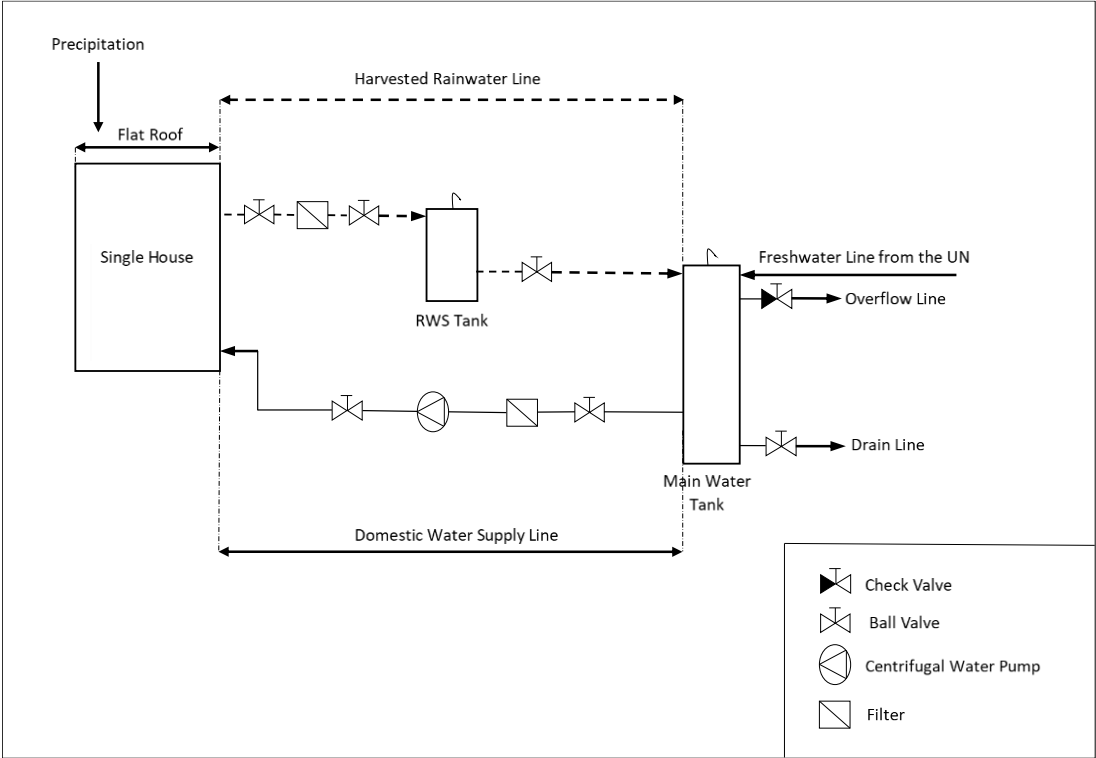 Precipitation
Harvested Rainwater Line
Flat Roof
Single House
Freshwater Line from the UN
Overflow Line
RWS Tank
Drain Line
Main Water
Tank
Domestic Water Supply Line
Check Valve
Ball Valve
Centrifugal Water Pump
Filter